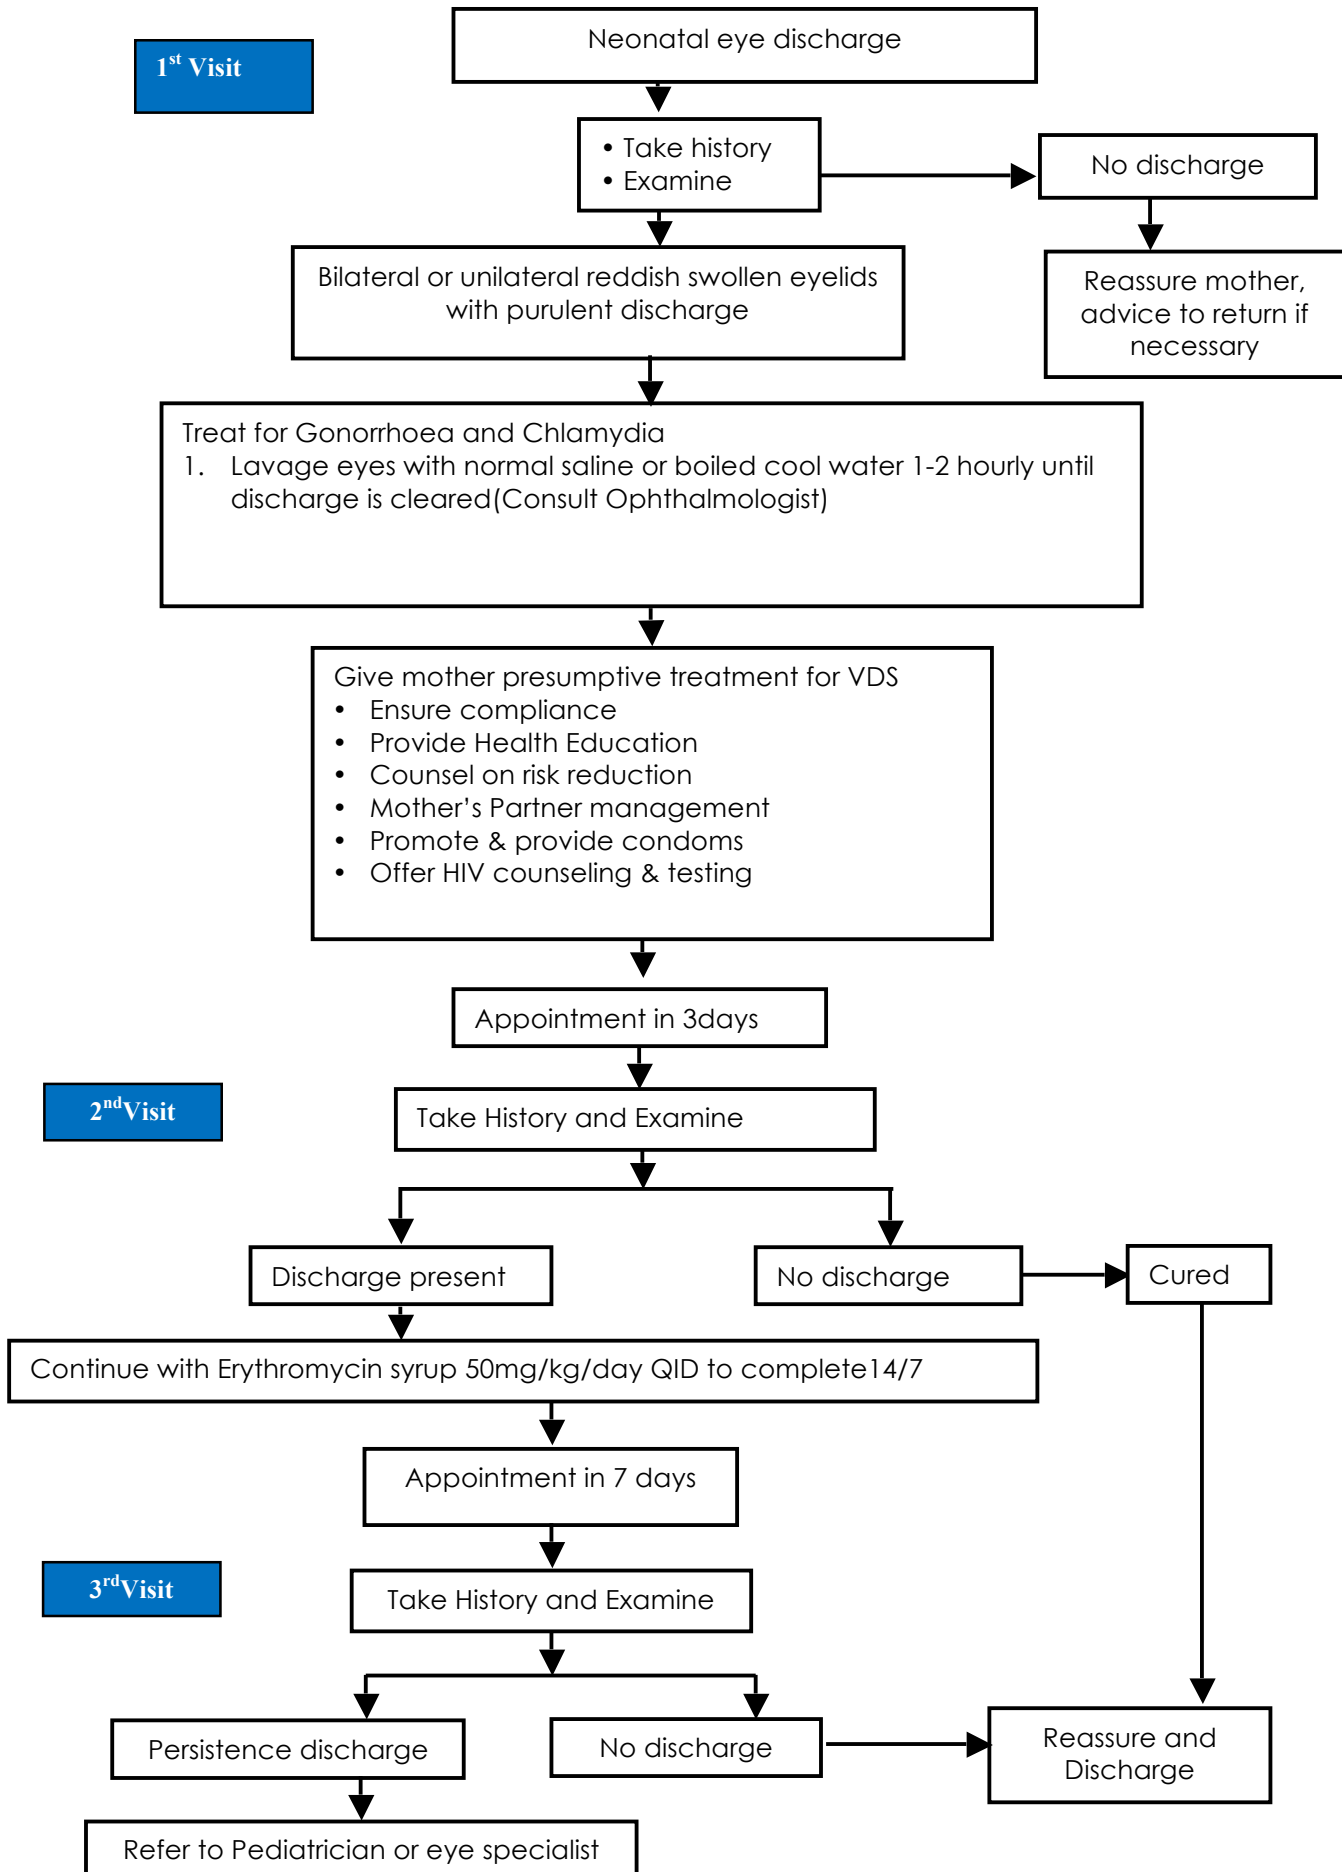 Neonatal eye discharge
1st Visit
• Take history
• Examine
No discharge
Bilateral or unilateral reddish swollen eyelids
with purulent discharge
Reassure mother,
advice to return if
necessary
Treat for Gonorrhoea and Chlamydia
1. Lavage eyes with normal saline or boiled cool water 1-2 hourly until
discharge is cleared(Consult Ophthalmologist)
Give mother presumptive treatment for VDS
• Ensure compliance
• Provide Health Education
• Counsel on risk reduction
• Mother’s Partner management
• Promote & provide condoms
• Offer HIV counseling & testing
Appointment in 3days
2ndVisit
Take History and Examine
Discharge present
No discharge
Cured
Continue with Erythromycin syrup 50mg/kg/day QID to complete14/7
Appointment in 7 days
3rdVisit
Take History and Examine
Persistence discharge
No discharge
Reassure and
Discharge
Refer to Pediatrician or eye specialist